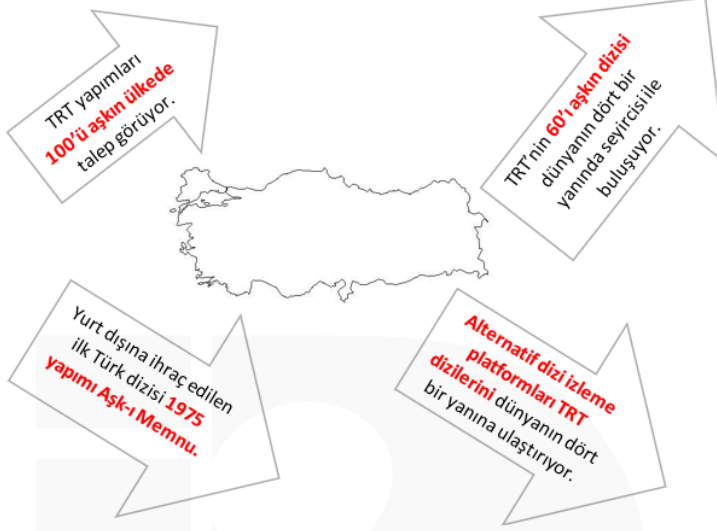 TRT yapımları
100’ü aşkın ülkede
talep görüyor.
TRT’nin 60’ı aşkın dizisi
dünyanın dört bir
yanında seyircisi ile
buluşuyor.
Yurt dışına ihraç edilen
ilk Türk dizisi 1975
yapımı Aşk-ı Memnu.
Alternatif dizi izleme
platformları TRT
dizilerini dünyanın dört
bir yanına ulaştırıyor.